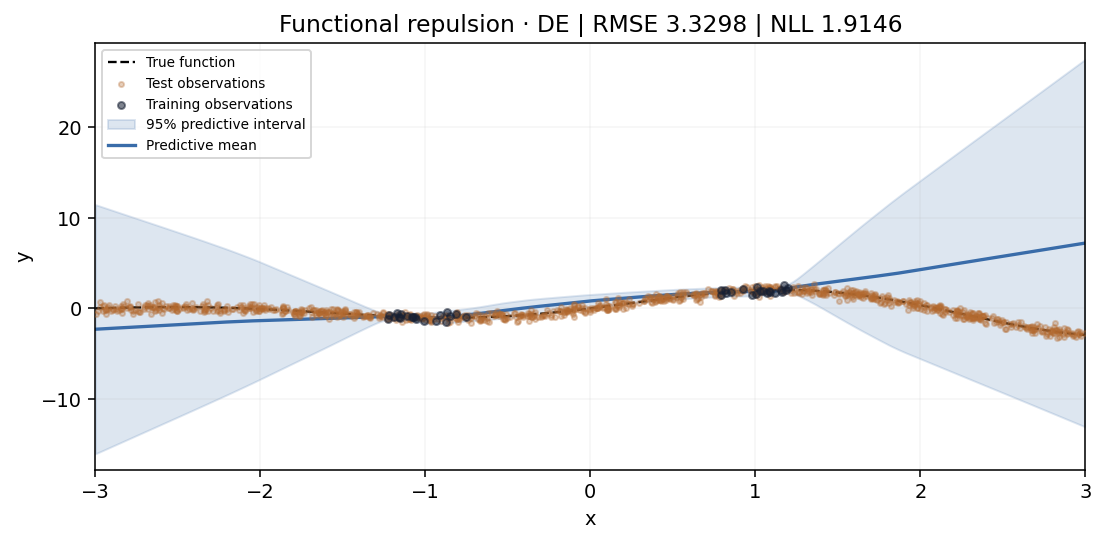 Functional repulsion · DE | RMSE 3.3298 | NLL 1.9146
True function
Test observations
Training observations
95% predictive interval
Predictive mean
y
20
10
0
−10
−3
−2
−1
0
1
2
3
x